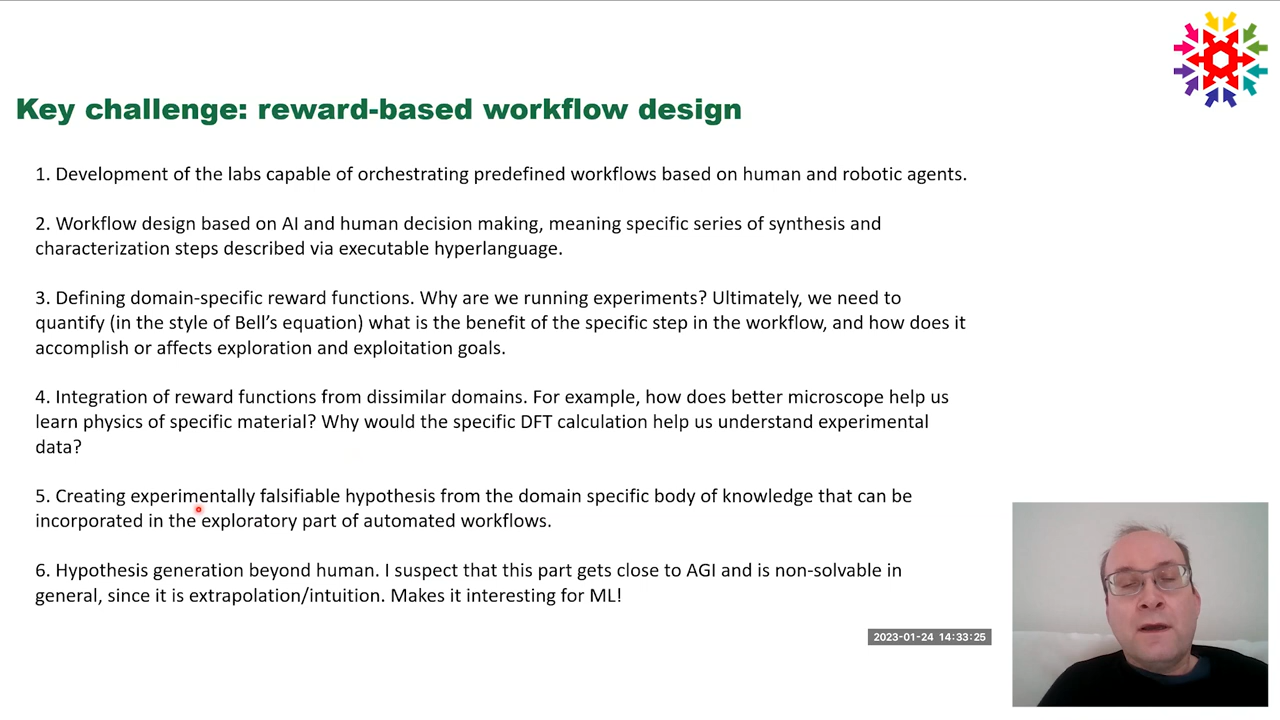 Key challenge: reward-based workflow design
1. Development of the labs capable of orchestrating predefined workflows based on human and robotic agents.
2. Workflow design based on AI and human decision making, meaning specific series of synthesis and
characterization steps described via executable hyperlanguage.
3. Defining domain-specific reward functions. Why are we running experiments? Ultimately, we need to
quantify (in the style of Bell’s equation) what is the benefit of the specific step in the workflow, and how does it
accomplish or affects exploration and exploitation goals.
4. Integration of reward functions from dissimilar domains. For example, how does better microscope help us
learn physics of specific material? Why would the specific DFT calculation help us understand experimental
data?
5. Creating experimentally falsifiable hypothesis from the domain specific body of knowledge that can be
incorporated in the exploratory part of automated workflows.
6. Hypothesis generation beyond human. I suspect that this part gets close to AGI and is non-solvable in
general, since it is extrapolation/intuition. Makes it interesting for ML!
2023-01-24 14:33:25